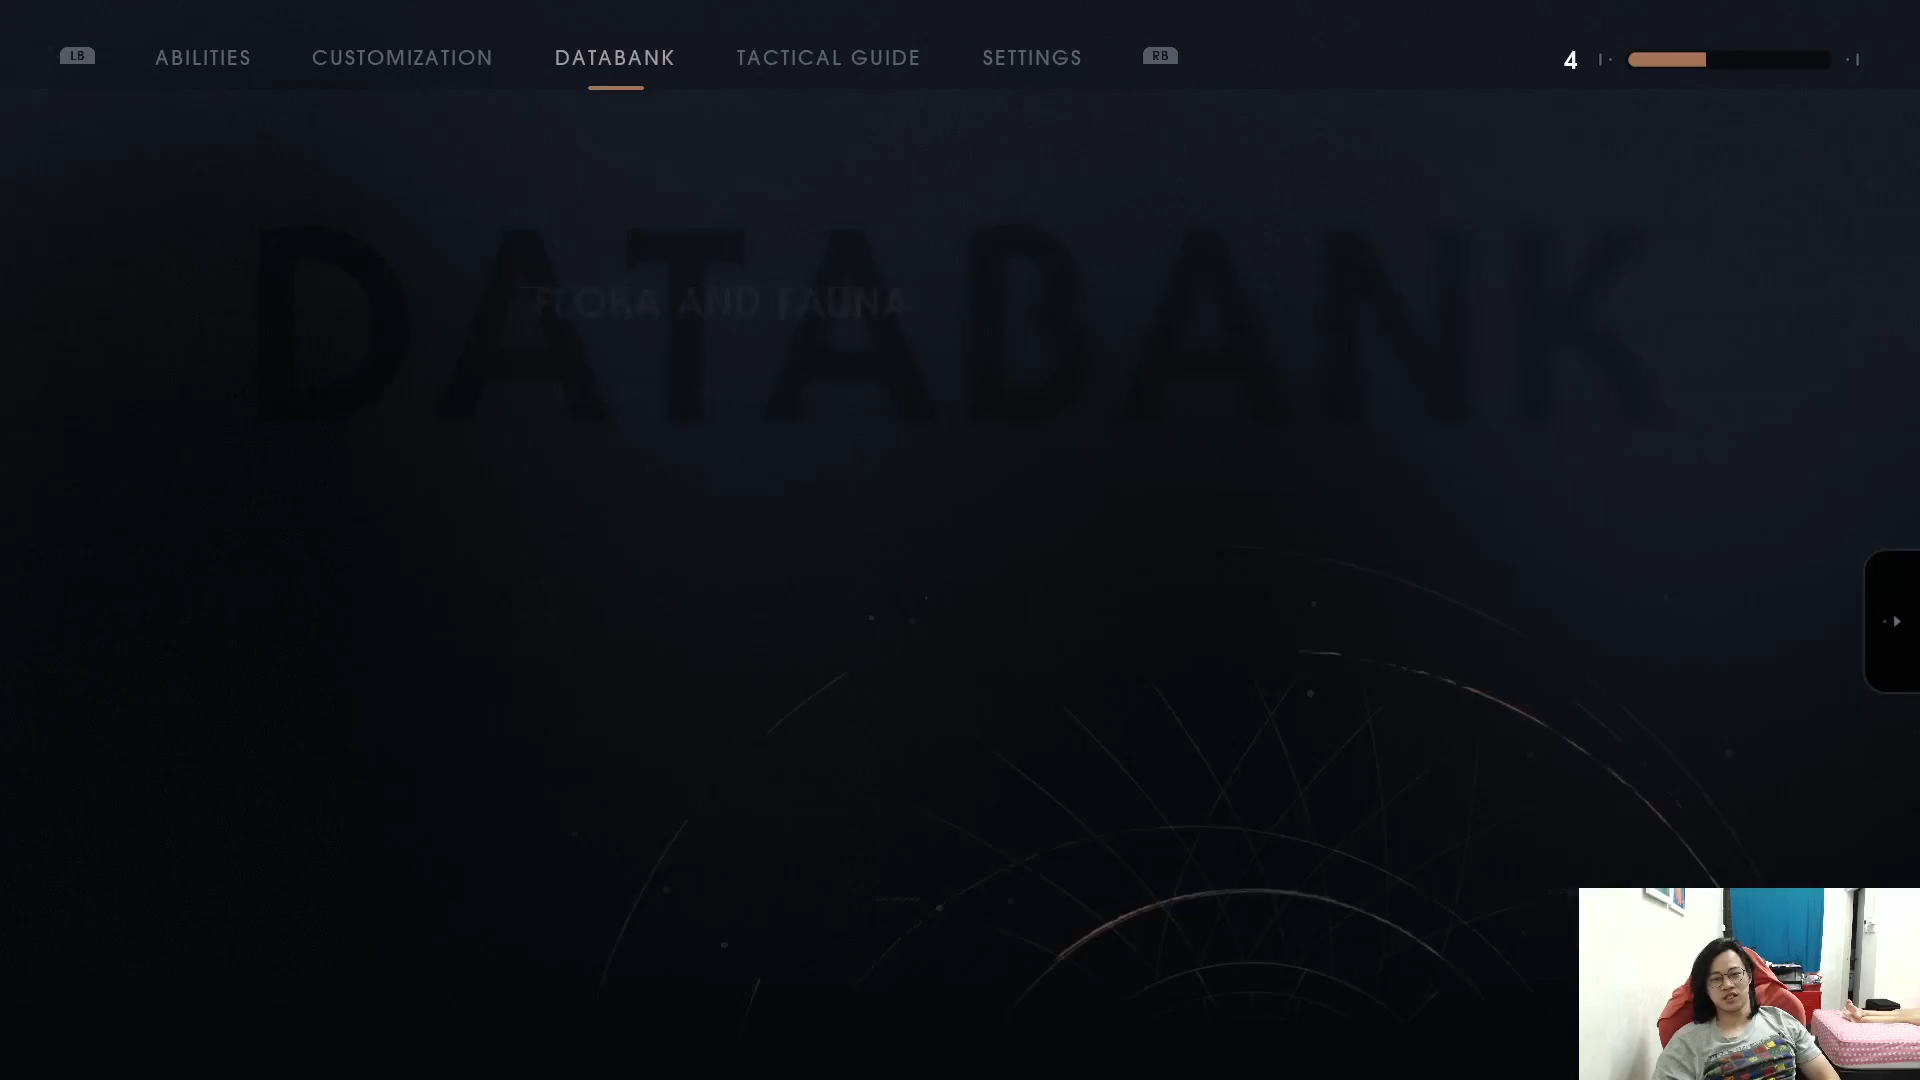 LB ABILITIES CUSTOMIZATION DATABANK TACTICAL GUIDE SETTINGS RB 4
DATABANK
FLORA AND FAUNA